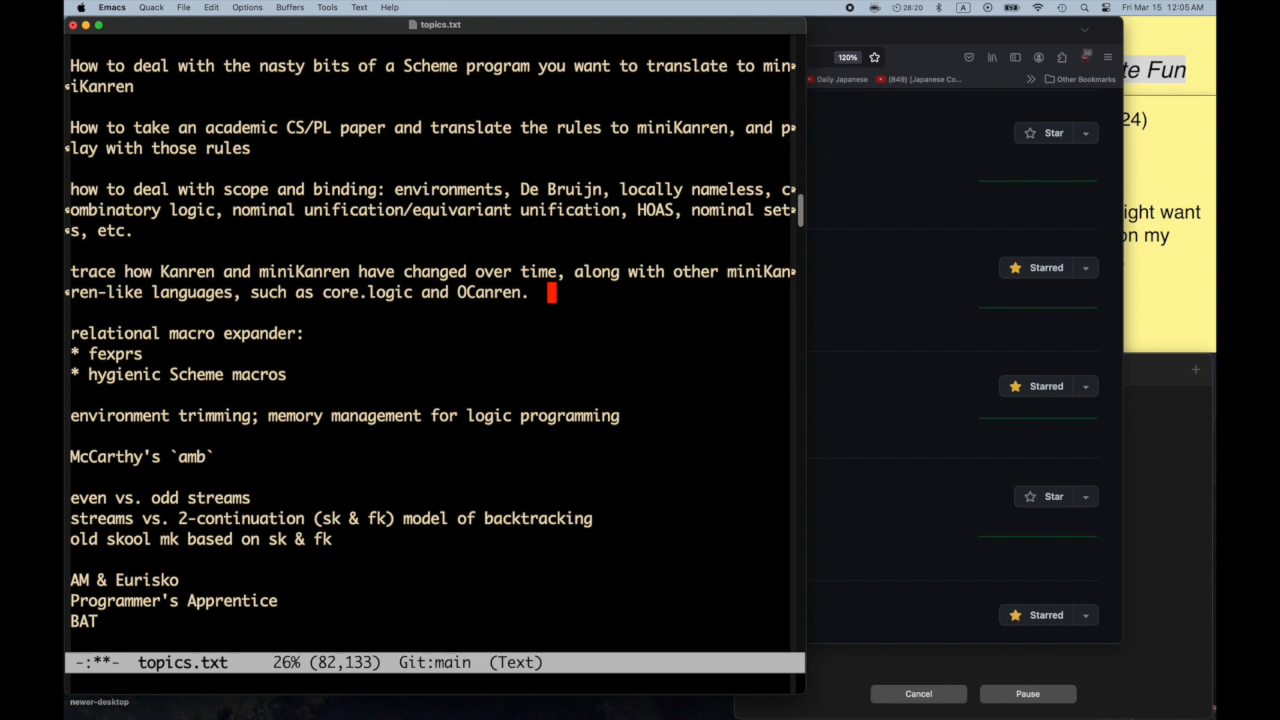 Emacs Quack File Edit Options Buffers Tools Text Help
28:20 A Fri Mar 15 12:05AM
topics.txt
How to deal with the nasty bits of a Scheme program you want to translate to min
iKanren
How to take an academic CS/PL paper and translate the rules to miniKanren, and p
lay with those rules
how to deal with scope and binding: environments, De Bruijn, locally nameless, c
ombinatory logic, nominal unification/equivariant unification, HOAS, nominal set
s, etc.
trace how Kanren and miniKanren have changed over time, along with other miniKan
ren-like languages, such as core.logic and OCanren.
relational macro expander:
* fexprs
* hygienic Scheme macros
environment trimming; memory management for logic programming
McCarthy's `amb`
even vs. odd streams
streams vs. 2-continuation (sk & fk) model of backtracking
old skool mk based on sk & fk
AM & Eurisko
Programmer's Apprentice
BAT
-:**- topics.txt 26% (82,133) Git:main (Text)
newer-desktop
120%
Daily Japanese (849) [Japanese Co... Other Bookmarks
Star
Starred
Starred
Star
Starred
te Fun
24)
ight want
on my
Cancel Pause